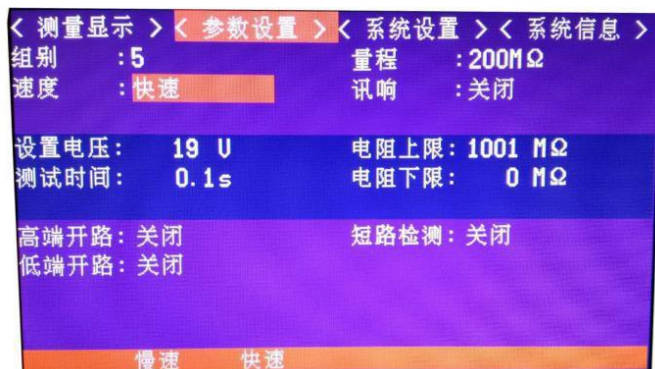 < 测量显示 > < 参数设置 > < 系统设置 > < 系统信息 >
组别 :5 量程 :200MΩ
速度 :快速 讯响 :关闭
设置电压: 19 V 电阻上限: 1001 MΩ
测试时间: 0.1s 电阻下限: 0 MΩ
高端开路: 关闭 短路检测: 关闭
低端开路: 关闭
慢速 快速